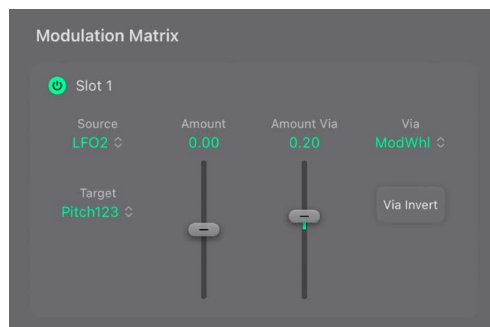 Modulation Matrix
Slot 1
Source Amount Amount Via Via
LFO2 0.00 0.20 ModWhl
Target
Pitch123
Via Invert